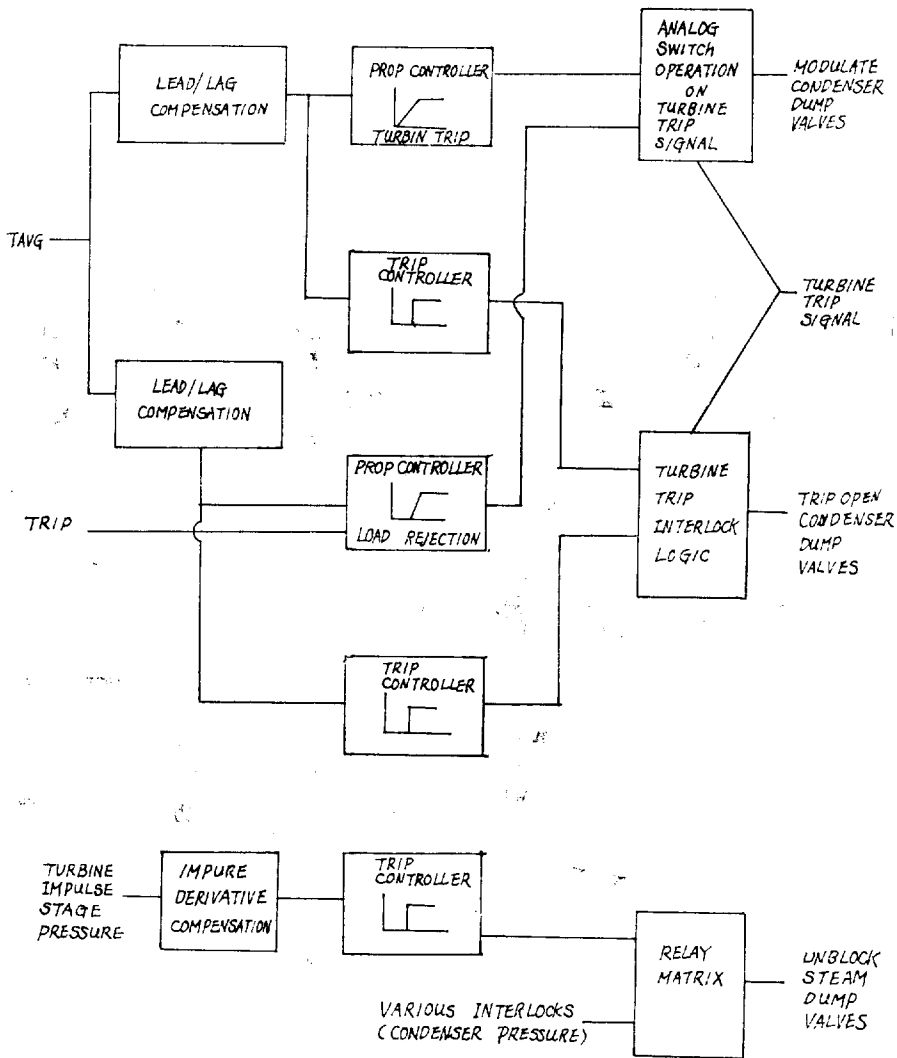 ANALOG
SWITCH
OPERATION
ON
TURBINE
TRIP
SIGNAL
MODULATE
CONDENSER
DUMP
VALVES
LEAD/LAG
COMPENSATION
PROP CONTROLLER
TURBIN TRIP
TAVG
TRIP
CONTROLLER
TURBINE
TRIP
SIGNAL
LEAD/LAG
COMPENSATION
PROP CONTROLLER
LOAD REJECTION
TRIP
TURBINE
TRIP
INTERLOCK
LOGIC
TRIP OPEN
CONDENSER
DUMP
VALVES
TRIP
CONTROLLER
TURBINE
IMPULSE
STAGE
PRESSURE
IMPURE
DERIVATIVE
COMPENSATION
TRIP
CONTROLLER
RELAY
MATRIX
UNBLOCK
STEAM
DUMP
VALVES
VARIOUS INTERLOCKS
(CONDENSER PRESSURE)